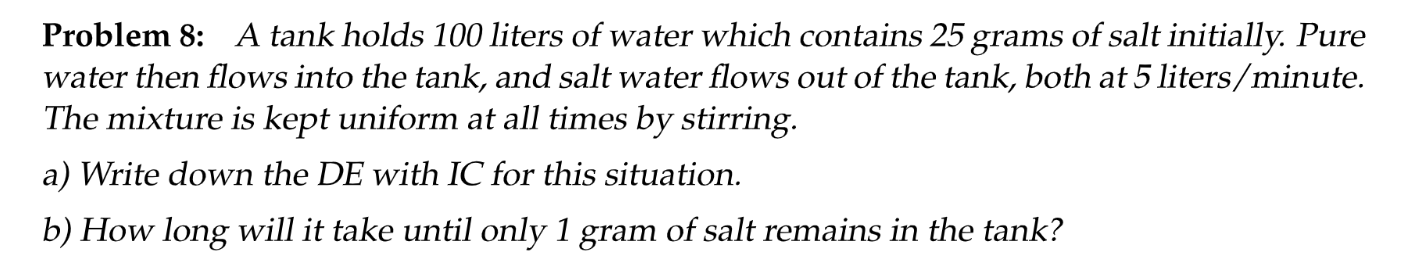 Problem 8: A tank holds 100 liters of water which contains 25 grams of salt initially. Pure
water then flows into the tank, and salt water flows out of the tank, both at 5 liters/minute.
The mixture is kept uniform at all times by stirring.
a) Write down the DE with IC for this situation.
b) How long will it take until only 1 gram of salt remains in the tank?